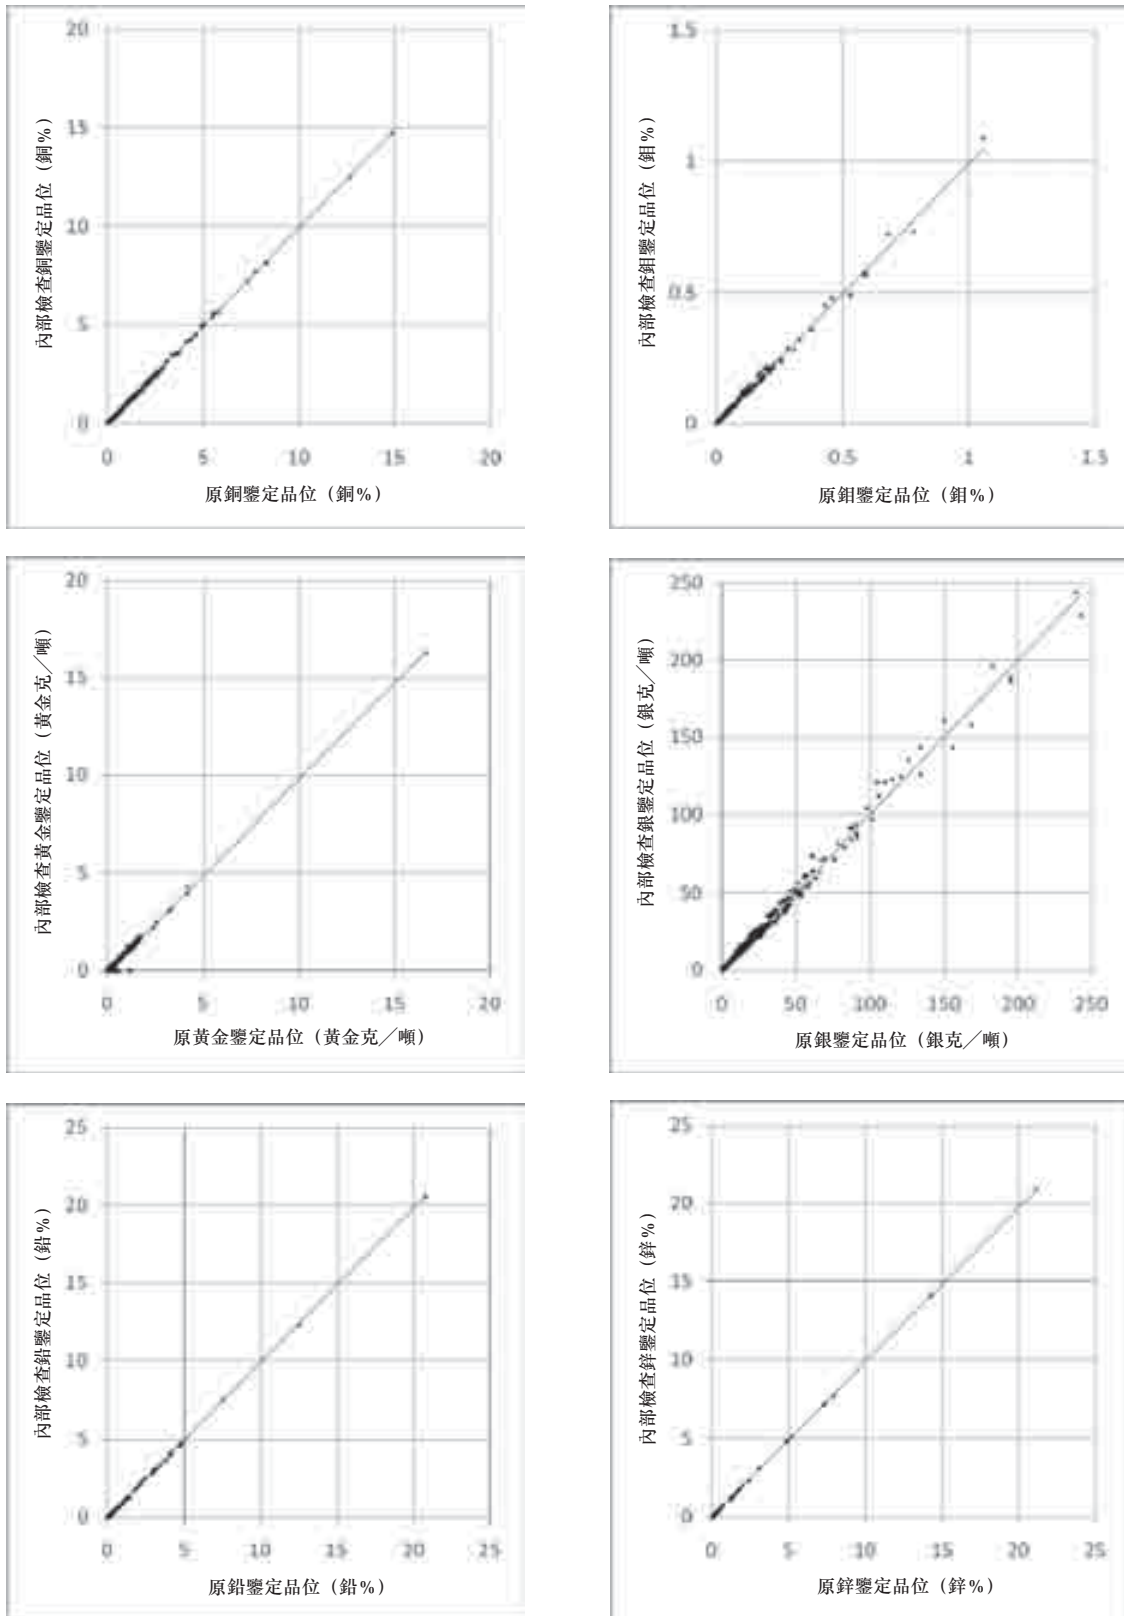 20
15
10
5
0
0 5 10 15 20
內部檢查銅鑒定品位（銅%）
原銅鑒定品位（銅%）
1.5
1
0.5
0
0 0.5 1 1.5
內部檢查鉬鑒定品位（鉬%）
原鉬鑒定品位（鉬%）
20
15
10
5
0
0 5 10 15 20
內部檢查黃金鑒定品位（黃金克／噸）
原黃金鑒定品位（黃金克／噸）
250
200
150
100
50
0
0 50 100 150 200 250
內部檢查銀鑒定品位（銀克／噸）
原銀鑒定品位（銀克／噸）
25
20
15
10
5
0
0 5 10 15 20 25
內部檢查鉛鑒定品位（鉛%）
原鉛鑒定品位（鉛%）
25
20
15
10
5
0
0 5 10 15 20 25
內部檢查鋅鑒定品位（鋅%）
原鋅鑒定品位（鋅%）